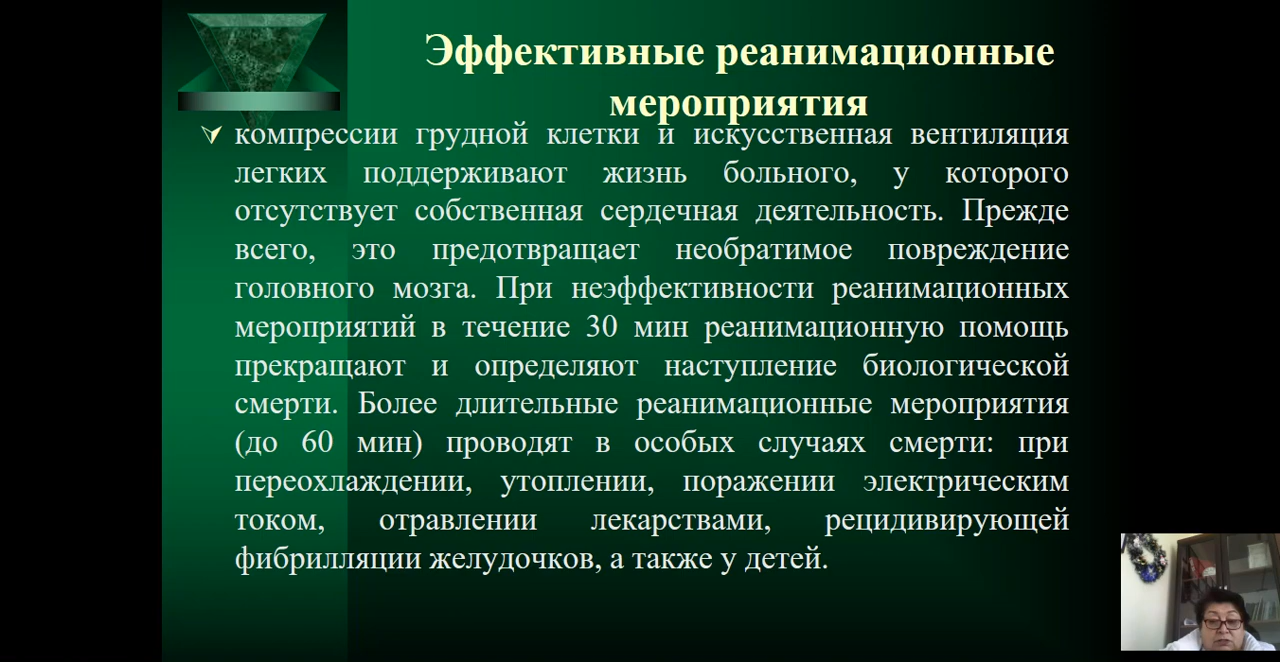 Эффективные реанимационные
мероприятия
компрессии грудной клетки и искусственная вентиляция
легких поддерживают жизнь больного, у которого
отсутствует собственная сердечная деятельность. Прежде
всего, это предотвращает необратимое повреждение
головного мозга. При неэффективности реанимационных
мероприятий в течение 30 мин реанимационную помощь
прекращают и определяют наступление биологической
смерти. Более длительные реанимационные мероприятия
(до 60 мин) проводят в особых случаях смерти: при
переохлаждении, утоплении, поражении электрическим
током, отравлении лекарствами, рецидивирующей
фибрилляции желудочков, а также у детей.